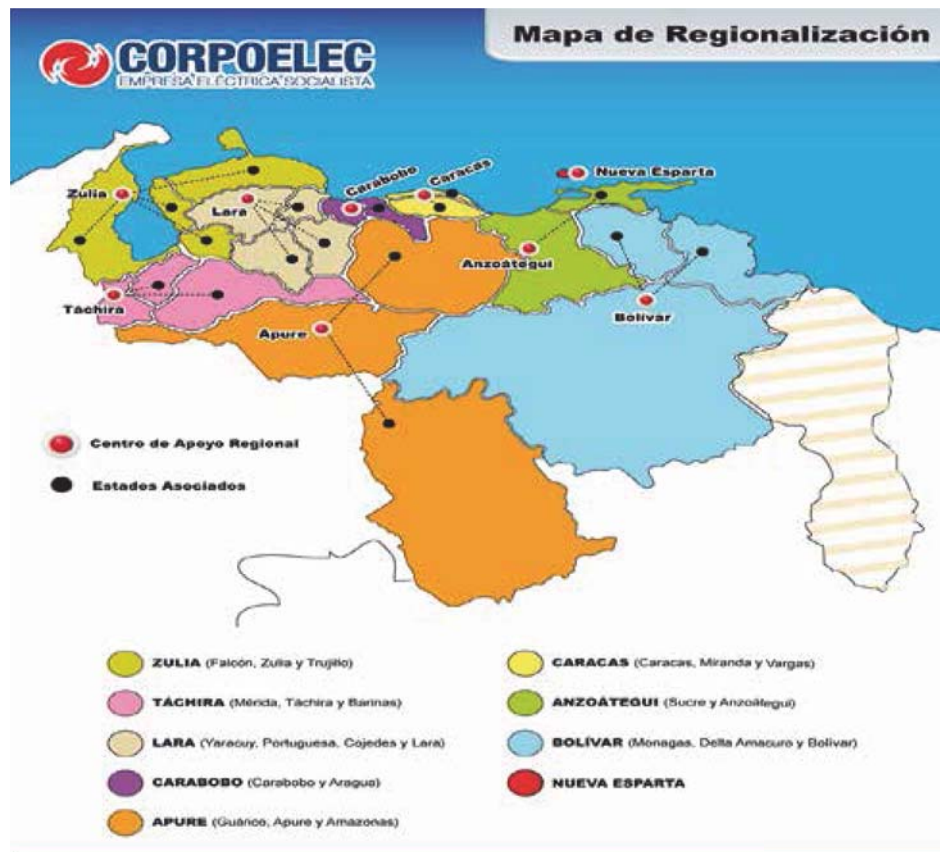 CORPOELEC
EMPRESA ELÉCTRICA SOCIALISTA
Mapa de Regionalización
Zulia
Lara
Carabobo
Caracas
Nueva Esparta
Anzoátegui
Táchira
Apure
Bolívar
Centro de Apoyo Regional
Estados Asociados
ZULIA (Falcón, Zulia y Trujillo)
TÁCHIRA (Mérida, Táchira y Barinas)
LARA (Yaracuy, Portuguesa, Cojedes y Lara)
CARABOBO (Carabobo y Aragua)
APURE (Guárico, Apure y Amazonas)
CARACAS (Caracas, Miranda y Vargas)
ANZOÁTEGUI (Sucre y Anzoátegui)
BOLÍVAR (Monagas, Delta Amacuro y Bolívar)
NUEVA ESPARTA